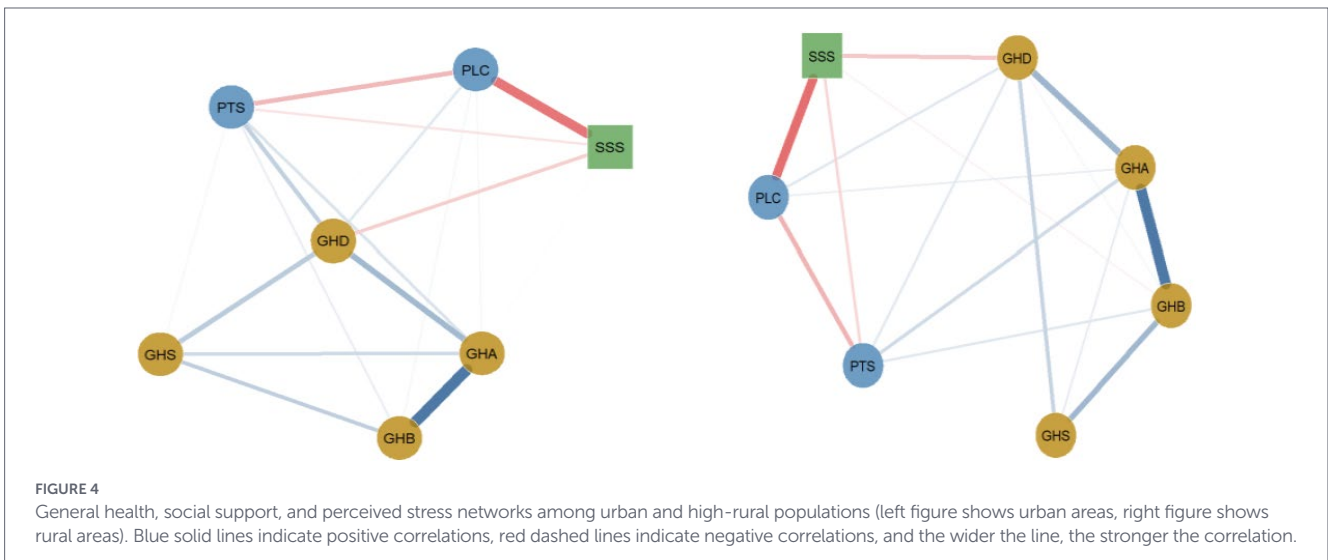 PLC
PTS
SSS
GHD
GHS
GHA
GHB
SSS
GHD
GHA
PLC
GHB
PTS
GHS
FIGURE 4
General health, social support, and perceived stress networks among urban and high-rural populations (left figure shows urban areas, right figure shows
rural areas). Blue solid lines indicate positive correlations, red dashed lines indicate negative correlations, and the wider the line, the stronger the correlation.